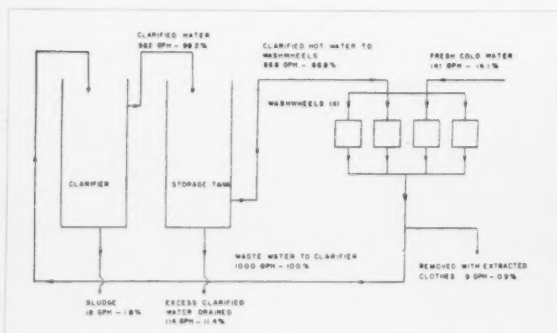 CLARIFIED WATER
982 GPH - 98.2%
CLARIFIED HOT WATER TO
WASHWHEELS
868 GPH - 86.8%
FRESH COLD WATER
141 GPH - 14.1%
WASHWHEELS (4)
CLARIFIER
STORAGE TANK
WASTE WATER TO CLARIFIER
1000 GPH - 100%
REMOVED WITH EXTRACTED
CLOTHES 9 GPH - 0.9%
SLUDGE
18 GPH - 1.8%
EXCESS CLARIFIED
WATER DRAINED
114 GPH - 11.4%